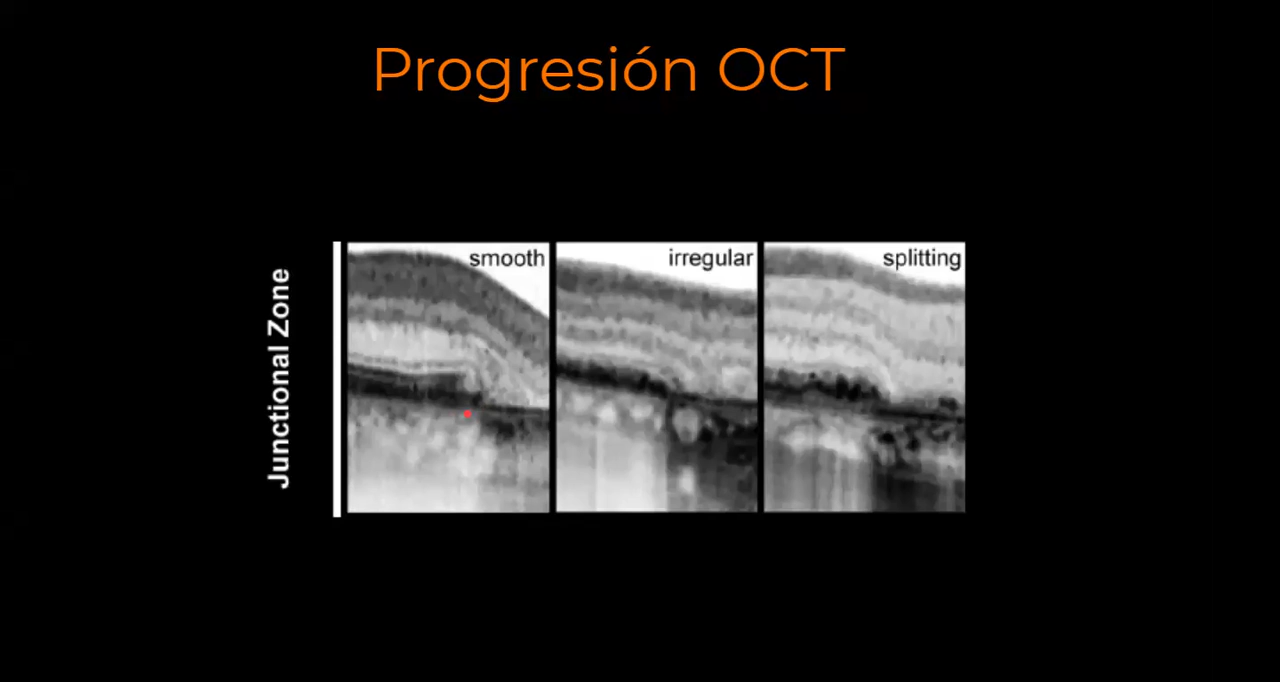 Progresión OCT
Junctional Zone
smooth
irregular
splitting